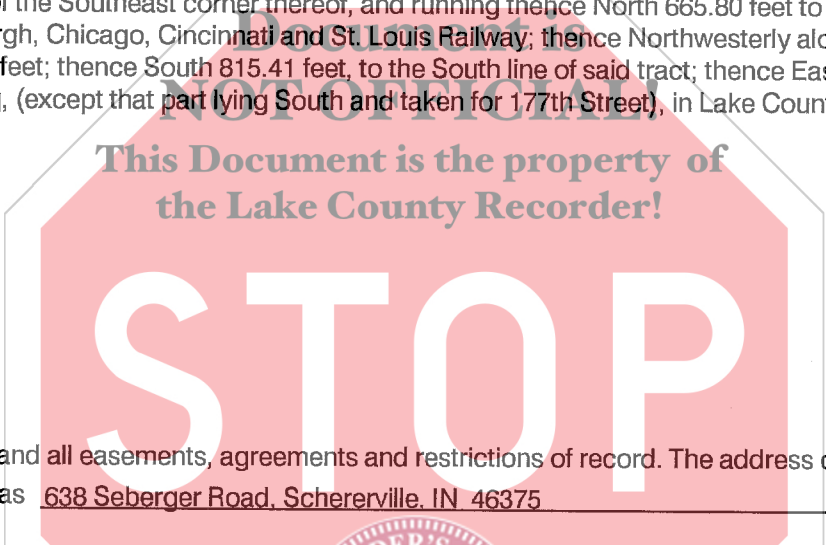 the Southeast corner thereof, and running thence North 665.80 feet to
Document is
rgh, Chicago, Cincinnati and St. Louis Railway; thence Northwesterly alo
feet; thence South 815.41 feet, to the South line of said tract; thence Eas
, (except that part lying South and taken for 177th Street), in Lake Coun
NOT OFFICIAL!
This Document is the property of
the Lake County Recorder!
STOP
and all easements, agreements and restrictions of record. The address
as 638 Seberger Road, Schererville, IN 46375
DER'S